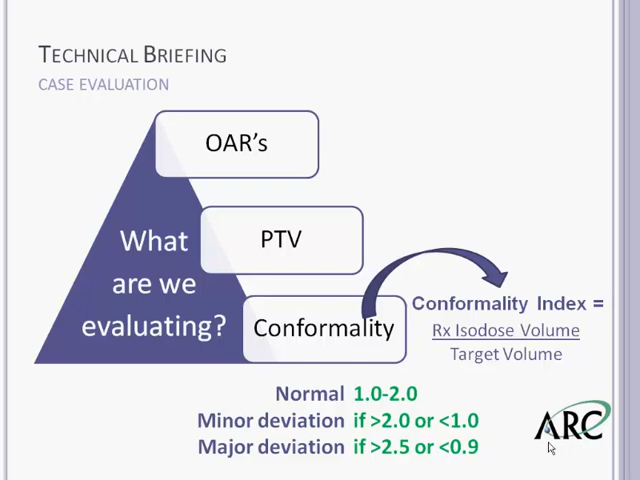 TECHNICAL BRIEFING
CASE EVALUATION
OAR's
What
are we
evaluating?
PTV
Conformality
Conformality Index =
Rx Isodose Volume
Target Volume
Normal 1.0-2.0
Minor deviation if >2.0 or <1.0
Major deviation if >2.5 or <0.9
ARC